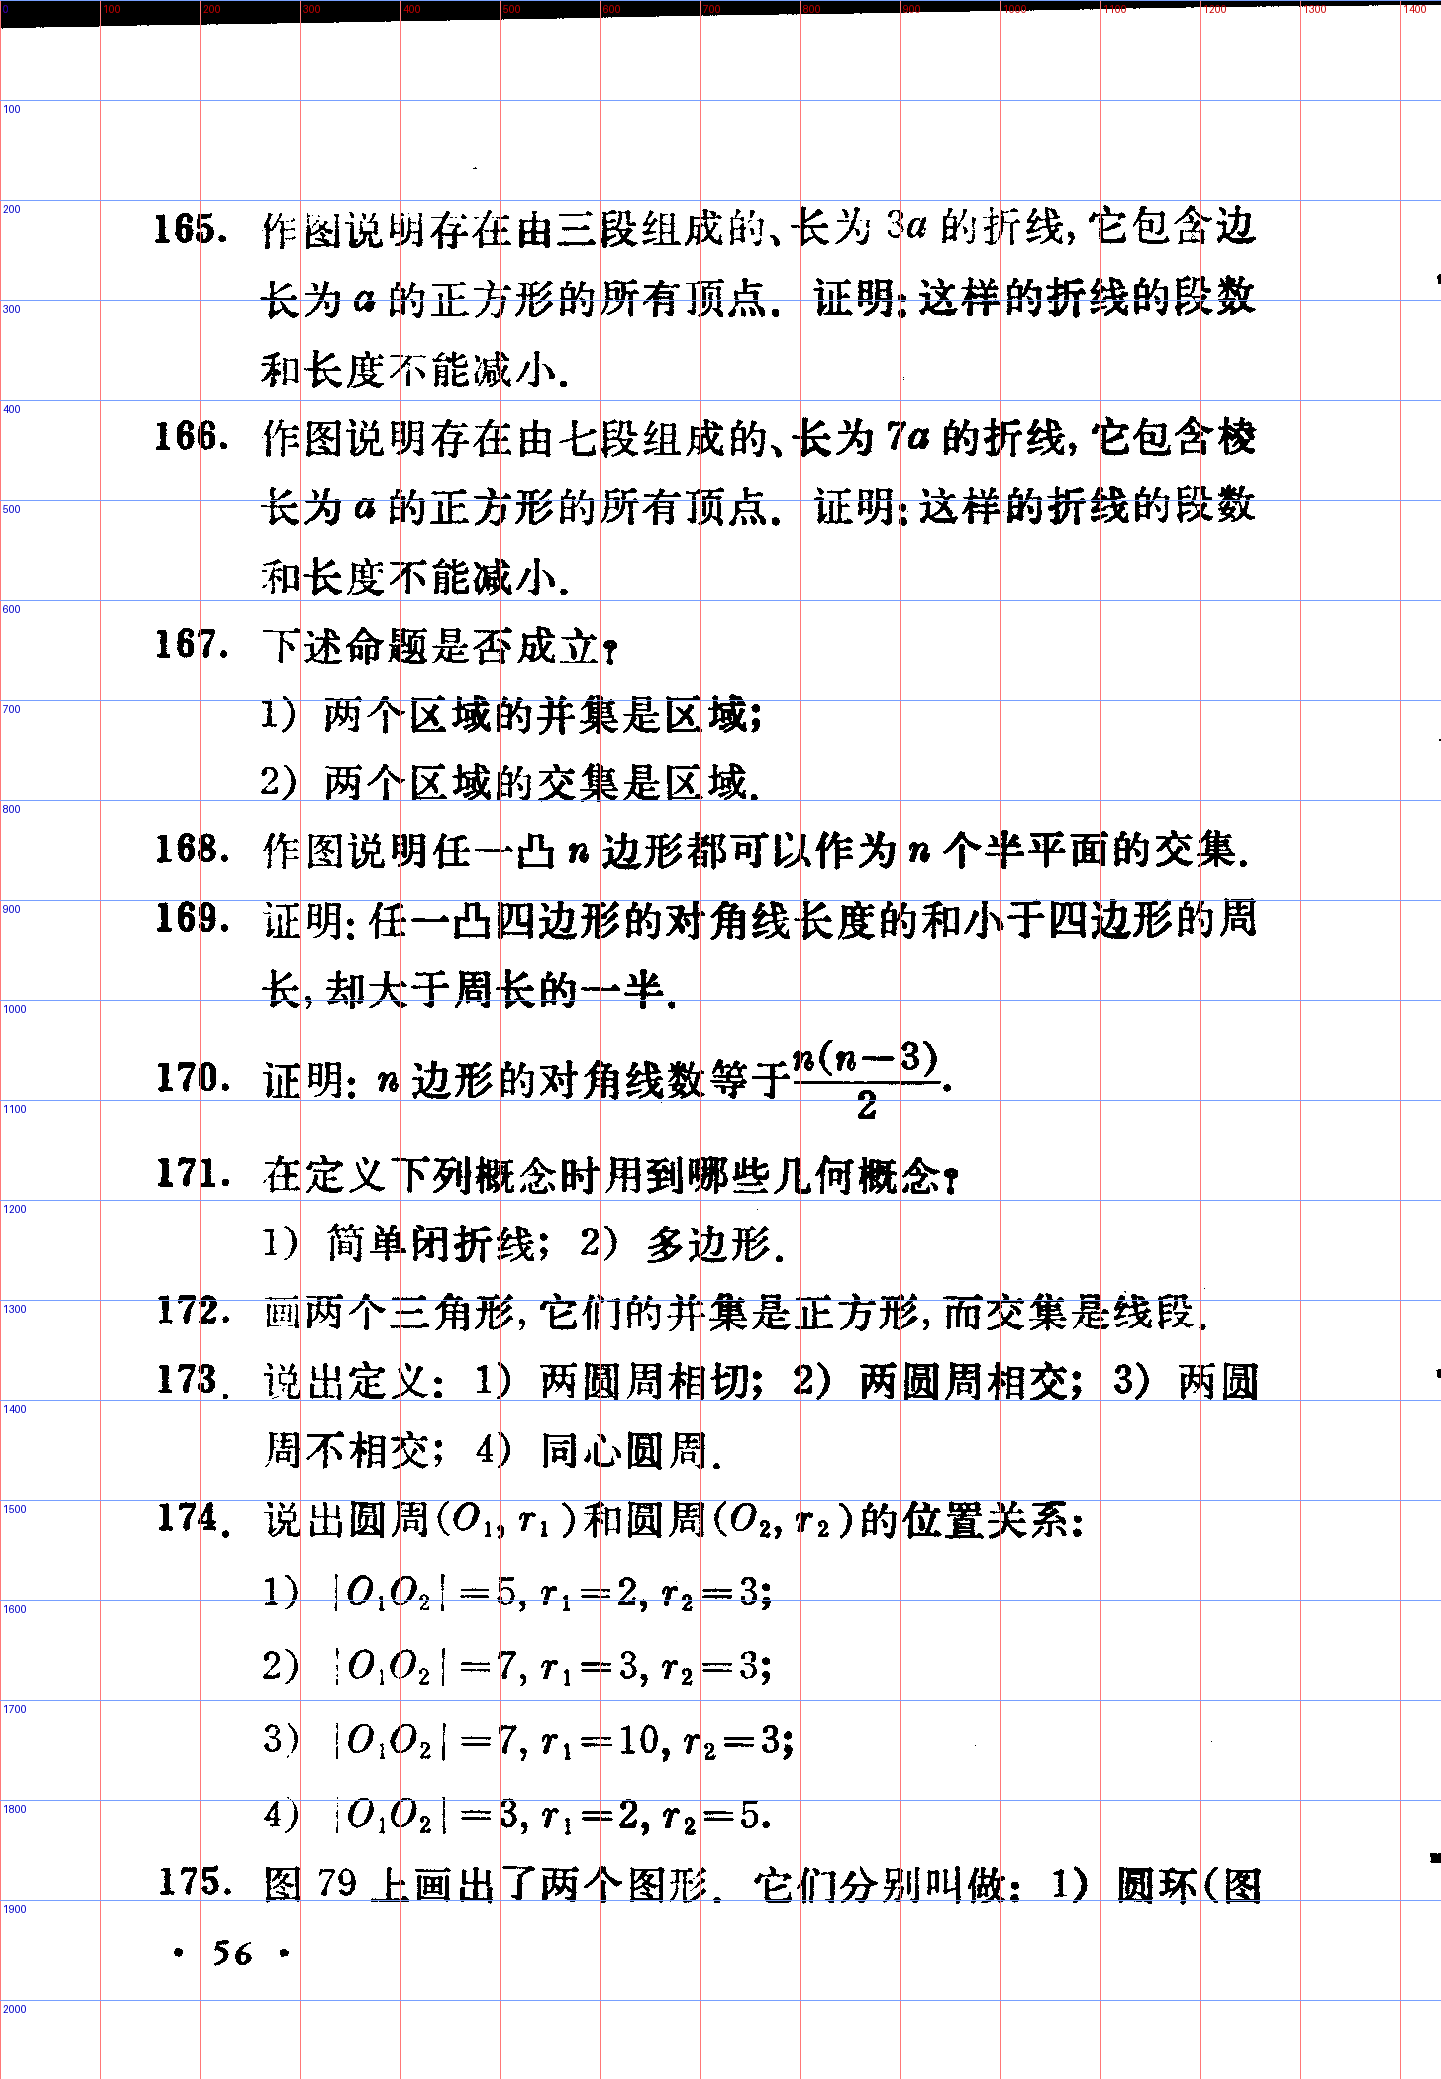 165. 作图说明存在由三段组成的、长为 3a 的折线, 它包含边
长为 a 的正方形的所有顶点. 证明: 这样的折线的段数
和长度不能减小.
166. 作图说明存在由七段组成的、长为 7a 的折线, 它包含棱
长为 a 的正方形的所有顶点. 证明: 这样的折线的段数
和长度不能减小.
167. 下述命题是否成立?
1) 两个区域的并集是区域;
2) 两个区域的交集是区域.
168. 作图说明任一凸 n 边形都可以作为 n 个半平面的交集.
169. 证明: 任一凸四边形的对角线长度的和小于四边形的周
长, 却大于周长的一半.
170. 证明: n 边形的对角线数等于 n(n−3)/2.
171. 在定义下列概念时用到哪些几何概念?
1) 简单闭折线; 2) 多边形.
172. 画两个三角形, 它们的并集是正方形, 而交集是线段.
173. 说出定义: 1) 两圆周相切; 2) 两圆周相交; 3) 两圆
周不相交; 4) 同心圆周.
174. 说出圆周(O₁, r₁)和圆周(O₂, r₂)的位置关系:
1) |O₁O₂|=5, r₁=2, r₂=3;
2) |O₁O₂|=7, r₁=3, r₂=3;
3) |O₁O₂|=7, r₁=10, r₂=3;
4) |O₁O₂|=3, r₁=2, r₂=5.
175. 图 79 上画出了两个图形. 它们分别叫做: 1) 圆环(图
· 56 ·